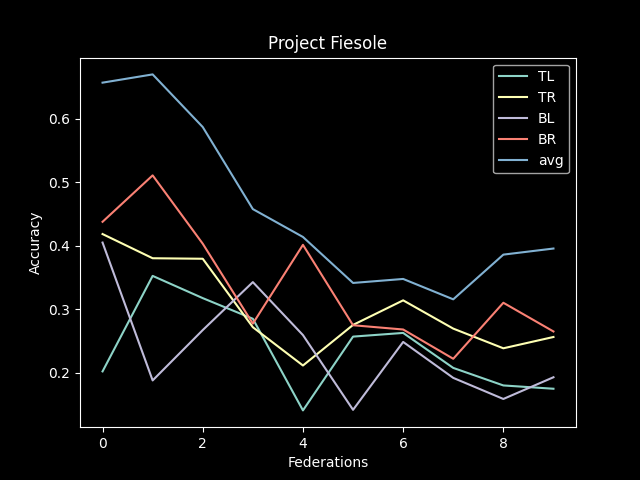 Project Fiesole
TL
TR
BL
BR
avg
Accuracy
0.6
0.5
0.4
0.3
0.2
0 2 4 6 8
Federations